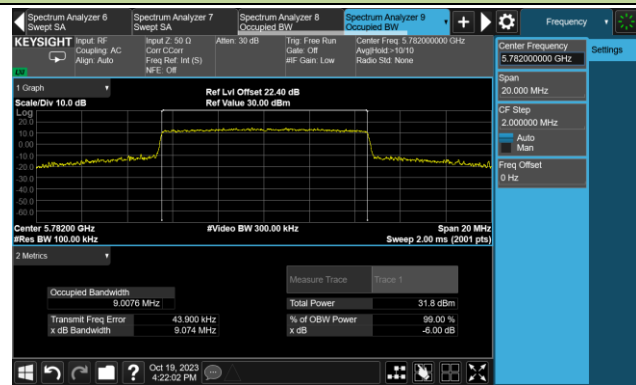 Spectrum Analyzer 6
Swept SA
Spectrum Analyzer 7
Swept SA
Spectrum Analyzer 8
Occupied BW
Spectrum Analyzer 9
Occupied BW
Frequency
KEYSIGHT
Input: RF
Coupling: AC
Align: Auto
Input Z: 50 Ω
Corr CCorr
Freq Ref: Int (S)
NFE: Off
Atten: 30 dB
Trig: Free Run
Gate: Off
#IF Gain: Low
Center Freq: 5.782000000 GHz
Avg|Hold:>10/10
Radio Std: None
Center Frequency
5.782000000 GHz
Settings
Span
20.000 MHz
CF Step
2.000000 MHz
Auto
Man
Freq Offset
0 Hz
1 Graph
Scale/Div 10.0 dB
Ref Lvl Offset 22.40 dB
Ref Value 30.00 dBm
Log
20.0
10.0
0.00
-10.0
-20.0
-30.0
-40.0
-50.0
-60.0
Center 5.78200 GHz
#Res BW 100.00 kHz
#Video BW 300.00 kHz
Span 20 MHz
Sweep 2.00 ms (2001 pts)
2 Metrics
Measure Trace
Trace 1
Occupied Bandwidth
9.0076 MHz
Total Power
31.8 dBm
Transmit Freq Error
43.900 kHz
% of OBW Power
99.00 %
x dB Bandwidth
9.074 MHz
x dB
-6.00 dB
Oct 19, 2023
4:22:02 PM